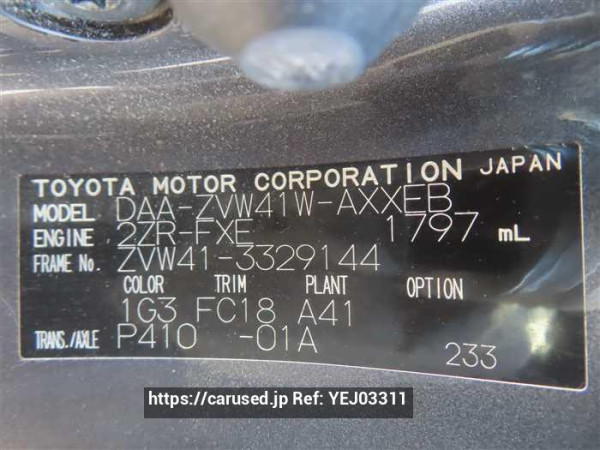 TOYOTA MOTOR CORPORATION JAPAN
MODEL DAA-ZVW41W-AXXEB
ENGINE 2ZR-FXE 1797 mL
FRAME No. ZVW41-3329144
COLOR TRIM PLANT OPTION
1G3 FC18 A41
TRANS./AXLE P410 -01A
233
https://carused.jp Ref: YEJ03311